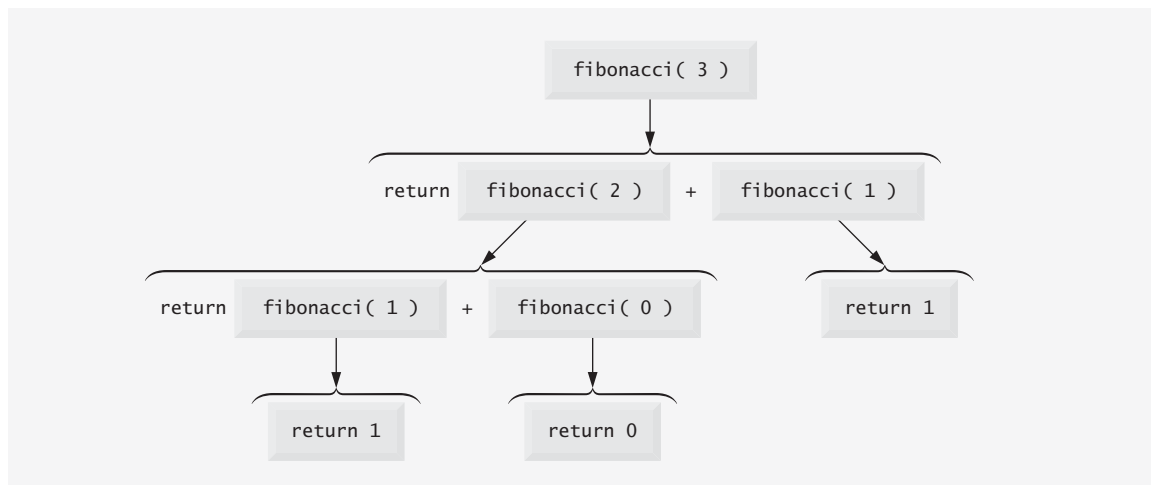 fibonacci( 3 )
return fibonacci( 2 ) + fibonacci( 1 )
return fibonacci( 1 ) + fibonacci( 0 ) return 1
return 1 return 0